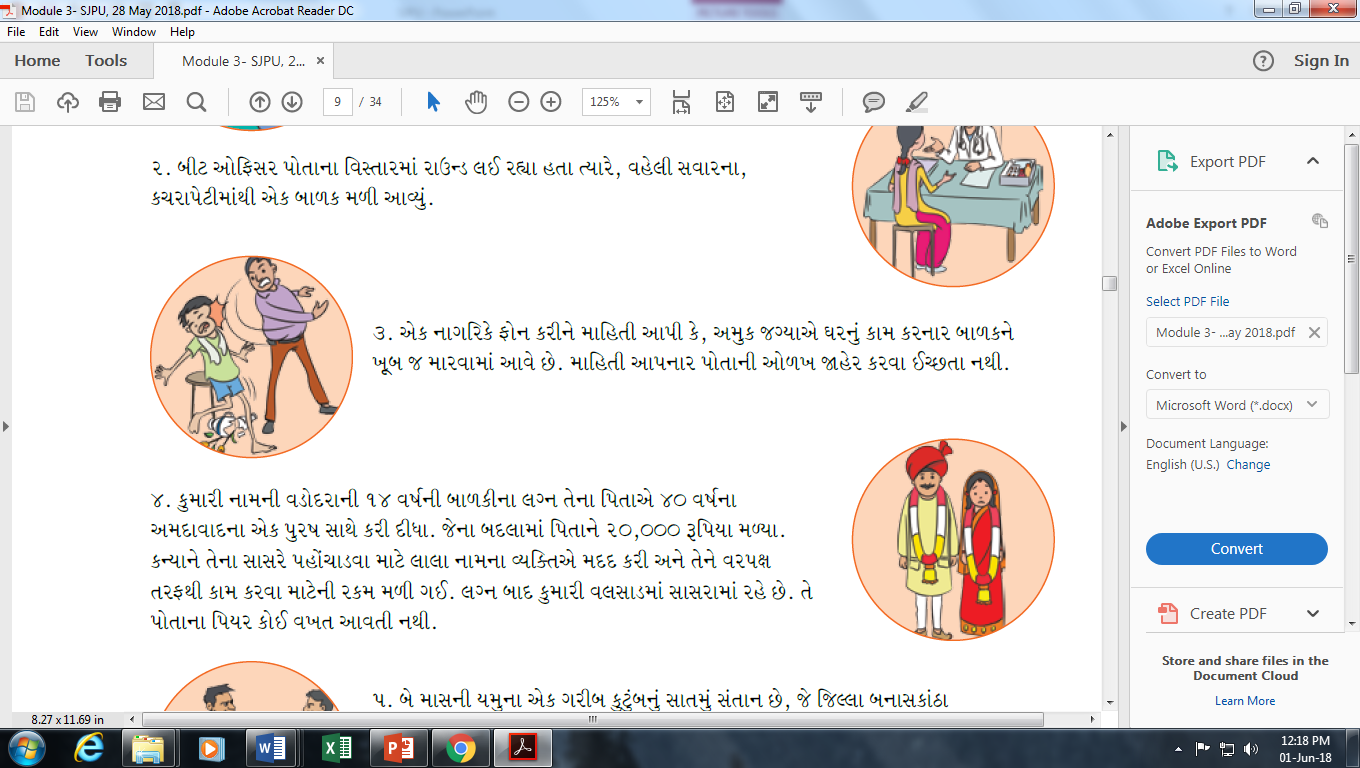 Module 3- SJPU, 28 May 2018.pdf - Adobe Acrobat Reader DC
File Edit View Window Help
Home Tools Module 3- SJPU, 2... × Sign In
9 / 34 125%
૨. બીટ ઓફિસર પોતાના વિસ્તારમાં રાઉન્ડ લઈ રહ્યા હતા ત્યારે, વહેલી સવારના,
કચરાપેટીમાંથી એક બાળક મળી આવ્યું.
૩. એક નાગરિકે ફોન કરીને માહિતી આપી કે, અમુક જગ્યાએ ઘરનું કામ કરનાર બાળકને
ખૂબ જ મારવામાં આવે છે. માહિતી આપનાર પોતાની ઓળખ જાહેર કરવા ઈચ્છતા નથી.
૪. કુમારી નામની વડોદરાની ૧૪ વર્ષની બાળકીના લગ્ન તેના પિતાએ ૪૦ વર્ષના
અમદાવાદના એક પુરષ સાથે કરી દીધા. જેના બદલામાં પિતાને ૨૦,૦૦૦ રૂપિયા મળ્યા.
કન્યાને તેના સાસરે પહોંચાડવા માટે લાલા નામના વ્યક્તિએ મદદ કરી અને તેને વરપક્ષ
તરફથી કામ કરવા માટેની રકમ મળી ગઈ. લગ્ન બાદ કુમારી વલસાડમાં સાસરામાં રહે છે. તે
પોતાના પિયર કોઈ વખત આવતી નથી.
૫. બે માસની યમુના એક ગરીબ કુટુંબનું સાતમું સંતાન છે, જે જિલ્લા બનાસકાંઠા
8.27 x 11.69 in
Export PDF
Adobe Export PDF
Convert PDF Files to Word
or Excel Online
Select PDF File
Module 3- ...ay 2018.pdf
Convert to
Microsoft Word (*.docx)
Document Language:
English (U.S.) Change
Convert
Create PDF
Store and share files in the
Document Cloud
Learn More
12:18 PM
01-Jun-18